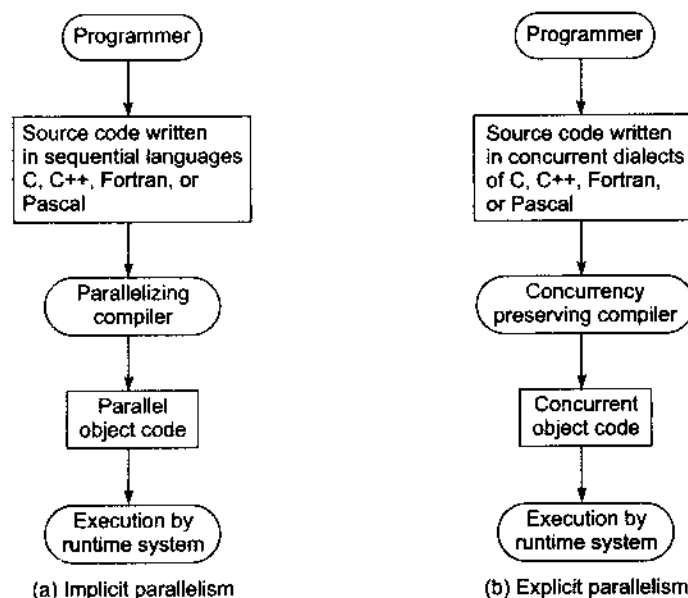 Programmer
Source code written
in sequential languages
C, C++, Fortran, or
Pascal
Parallelizing
compiler
Parallel
object code
Execution by
runtime system
(a) Implicit parallelism
Programmer
Source code written
in concurrent dialects
of C, C++, Fortran,
or Pascal
Concurrency
preserving compiler
Concurrent
object code
Execution by
runtime system
(b) Explicit parallelism